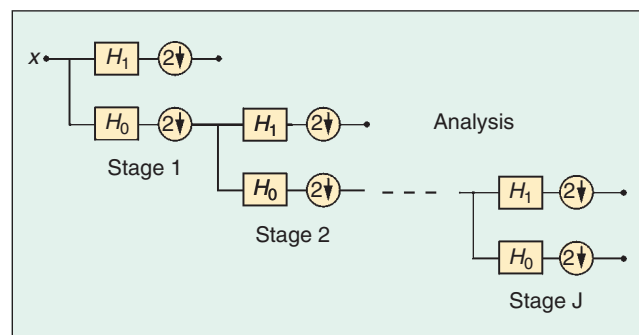 x H₁ 2↓
H₀ 2↓ H₁ 2↓ Analysis
Stage 1 H₀ 2↓ H₁ 2↓
Stage 2 H₀ 2↓
Stage J